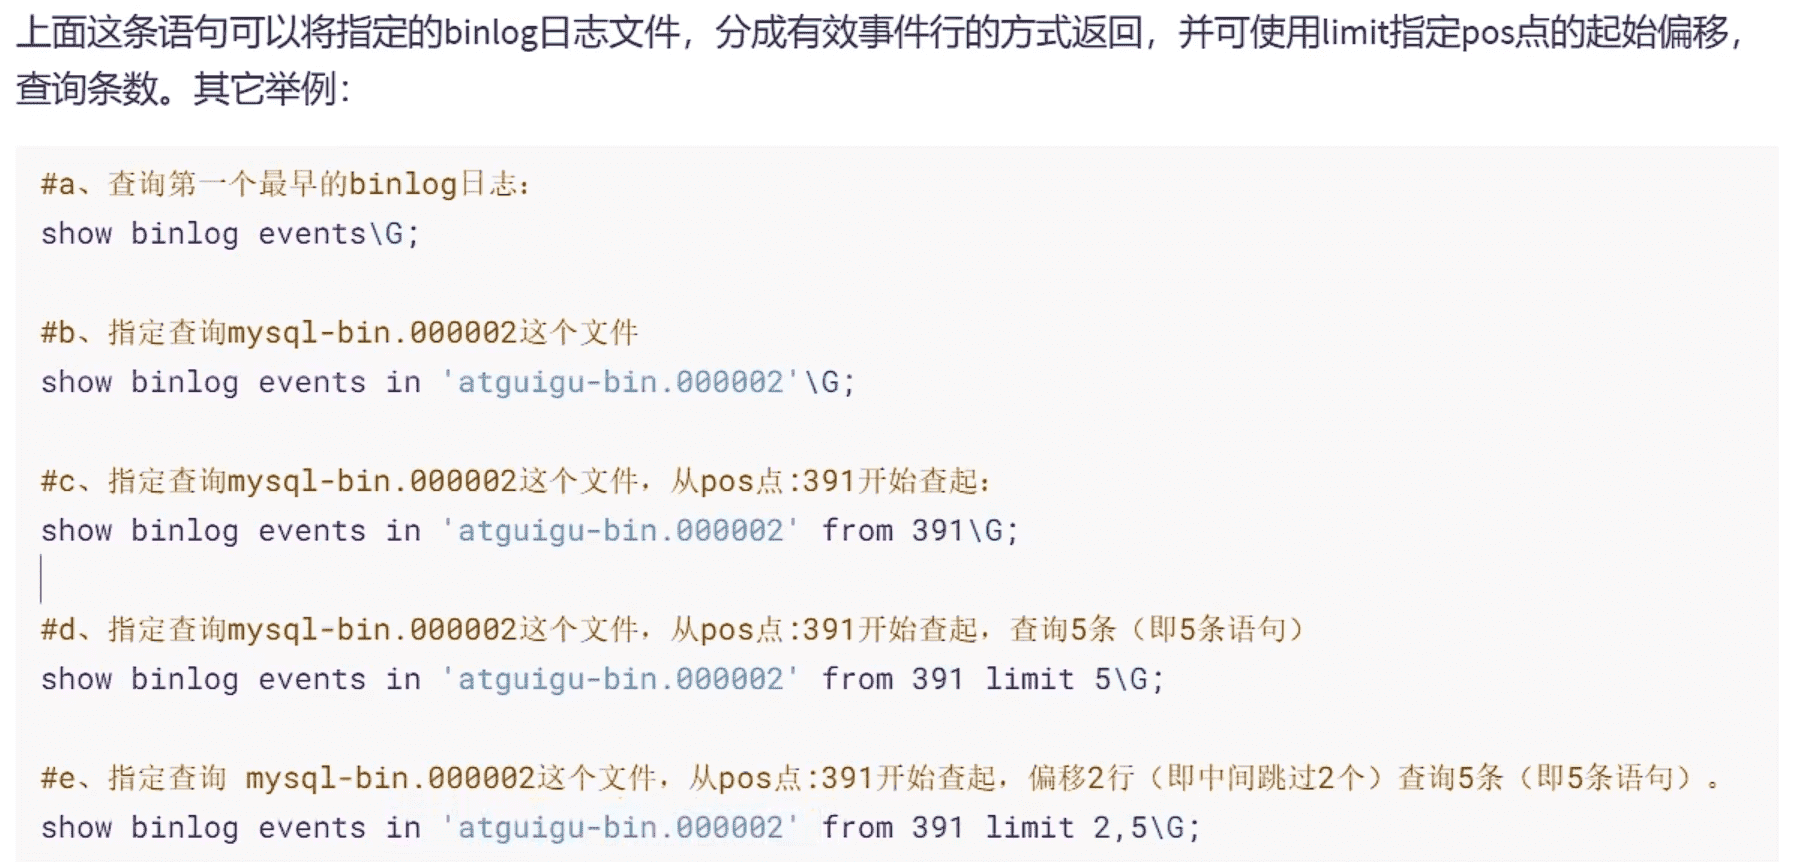 上面这条语句可以将指定的binlog日志文件，分成有效事件行的方式返回，并可使用limit指定pos点的起始偏移，
查询条数。其它举例：
#a、查询第一个最早的binlog日志：
show binlog events\G;
#b、指定查询mysql-bin.000002这个文件
show binlog events in 'atguigu-bin.000002'\G;
#c、指定查询mysql-bin.000002这个文件，从pos点:391开始查起：
show binlog events in 'atguigu-bin.000002' from 391\G;
#d、指定查询mysql-bin.000002这个文件，从pos点:391开始查起，查询5条（即5条语句）
show binlog events in 'atguigu-bin.000002' from 391 limit 5\G;
#e、指定查询 mysql-bin.000002这个文件，从pos点:391开始查起，偏移2行（即中间跳过2个）查询5条（即5条语句）。
show binlog events in 'atguigu-bin.000002' from 391 limit 2,5\G;